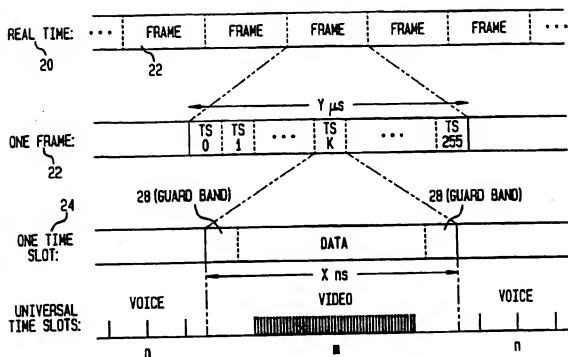 REAL TIME: ··· FRAME FRAME FRAME FRAME FRAME ···
20 22
Y μs
ONE FRAME: TS 0 TS 1 ··· TS K ··· TS 255
22
24 28 (GUARD BAND) 28 (GUARD BAND)
ONE TIME SLOT: DATA
X ns
UNIVERSAL TIME SLOTS: VOICE VIDEO VOICE
n m n